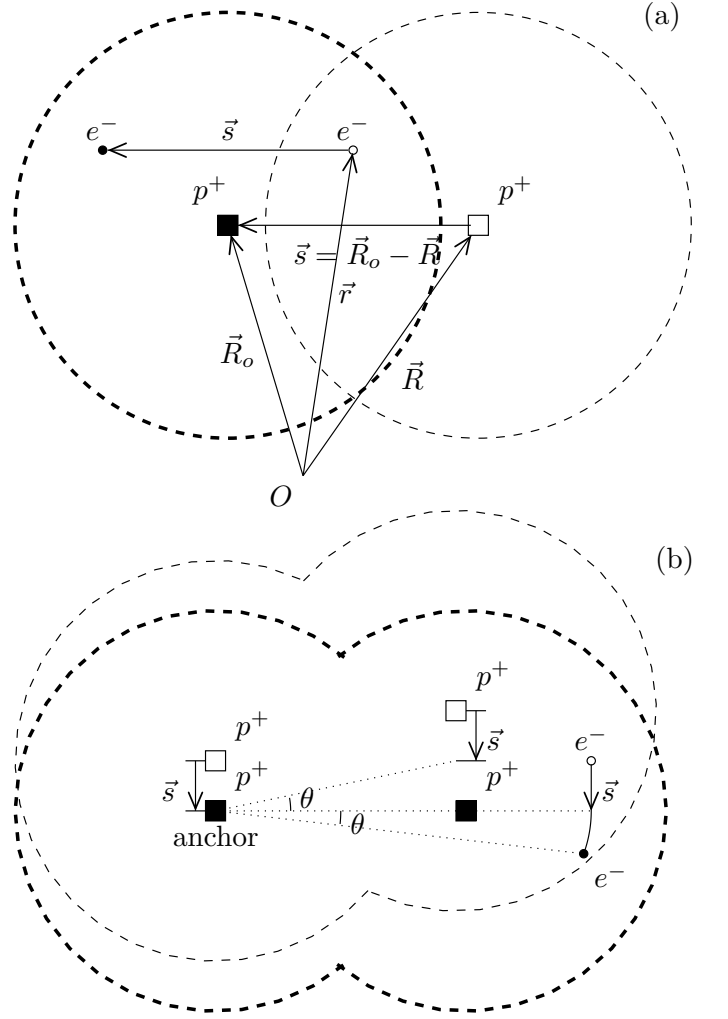 (a)
e⁻
s⃗
e⁻
p⁺
p⁺
s⃗ = R⃗ₒ − R⃗
r⃗
R⃗ₒ
R⃗
O
(b)
p⁺
p⁺
s⃗
e⁻
p⁺
p⁺
s⃗
s⃗
θ
θ
anchor
e⁻